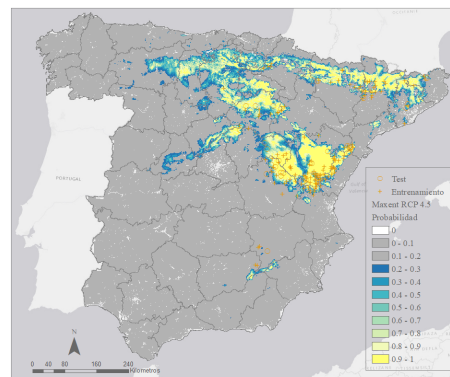 PORTUGAL
Test
Entrenamiento
Maxent RCP 4.5
Probabilidad
0
0 - 0.1
0.1 - 0.2
0.2 - 0.3
0.3 - 0.4
0.4 - 0.5
0.5 - 0.6
0.6 - 0.7
0.7 - 0.8
0.8 - 0.9
0.9 - 1
N
0 40 80 160 240
Kilómetros